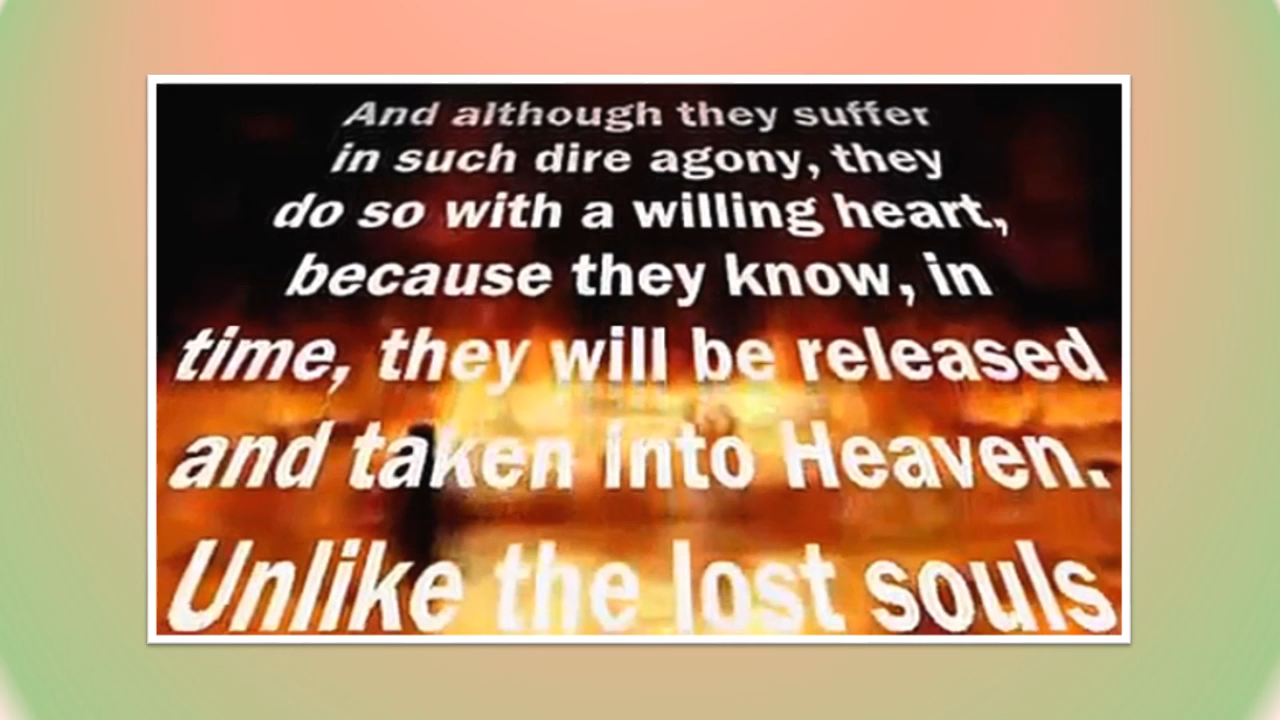 And although they suffer
in such dire agony, they
do so with a willing heart,
because they know, in
time, they will be released
and taken into Heaven.
Unlike the lost souls